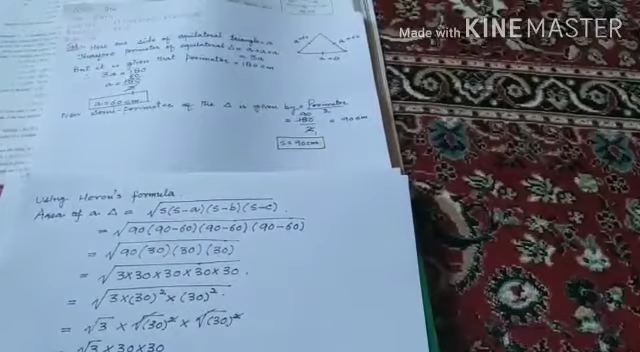 Made with KINEMASTER
Sol. Here one side of equilateral triangle = a
Therefore perimeter of equilateral Δ = a+a+a
= 3a
But it is given that perimeter = 180 cm
3a = 180
a = 180
a = 60 cm
Now Semi-Perimeter of the Δ is given by = Perimeter/2
90
= 180/2 = 90 cm
S = 90cm
Using Heron's formula.
Area of a Δ = √s(s-a)(s-b)(s-c)
= √90(90-60)(90-60)(90-60)
= √90(30)(30)(30)
= √3×30×30×30×30
= √3×(30)²×(30)²
= √3 × √(30)² × √(30)²
= √3 × 30 × 30